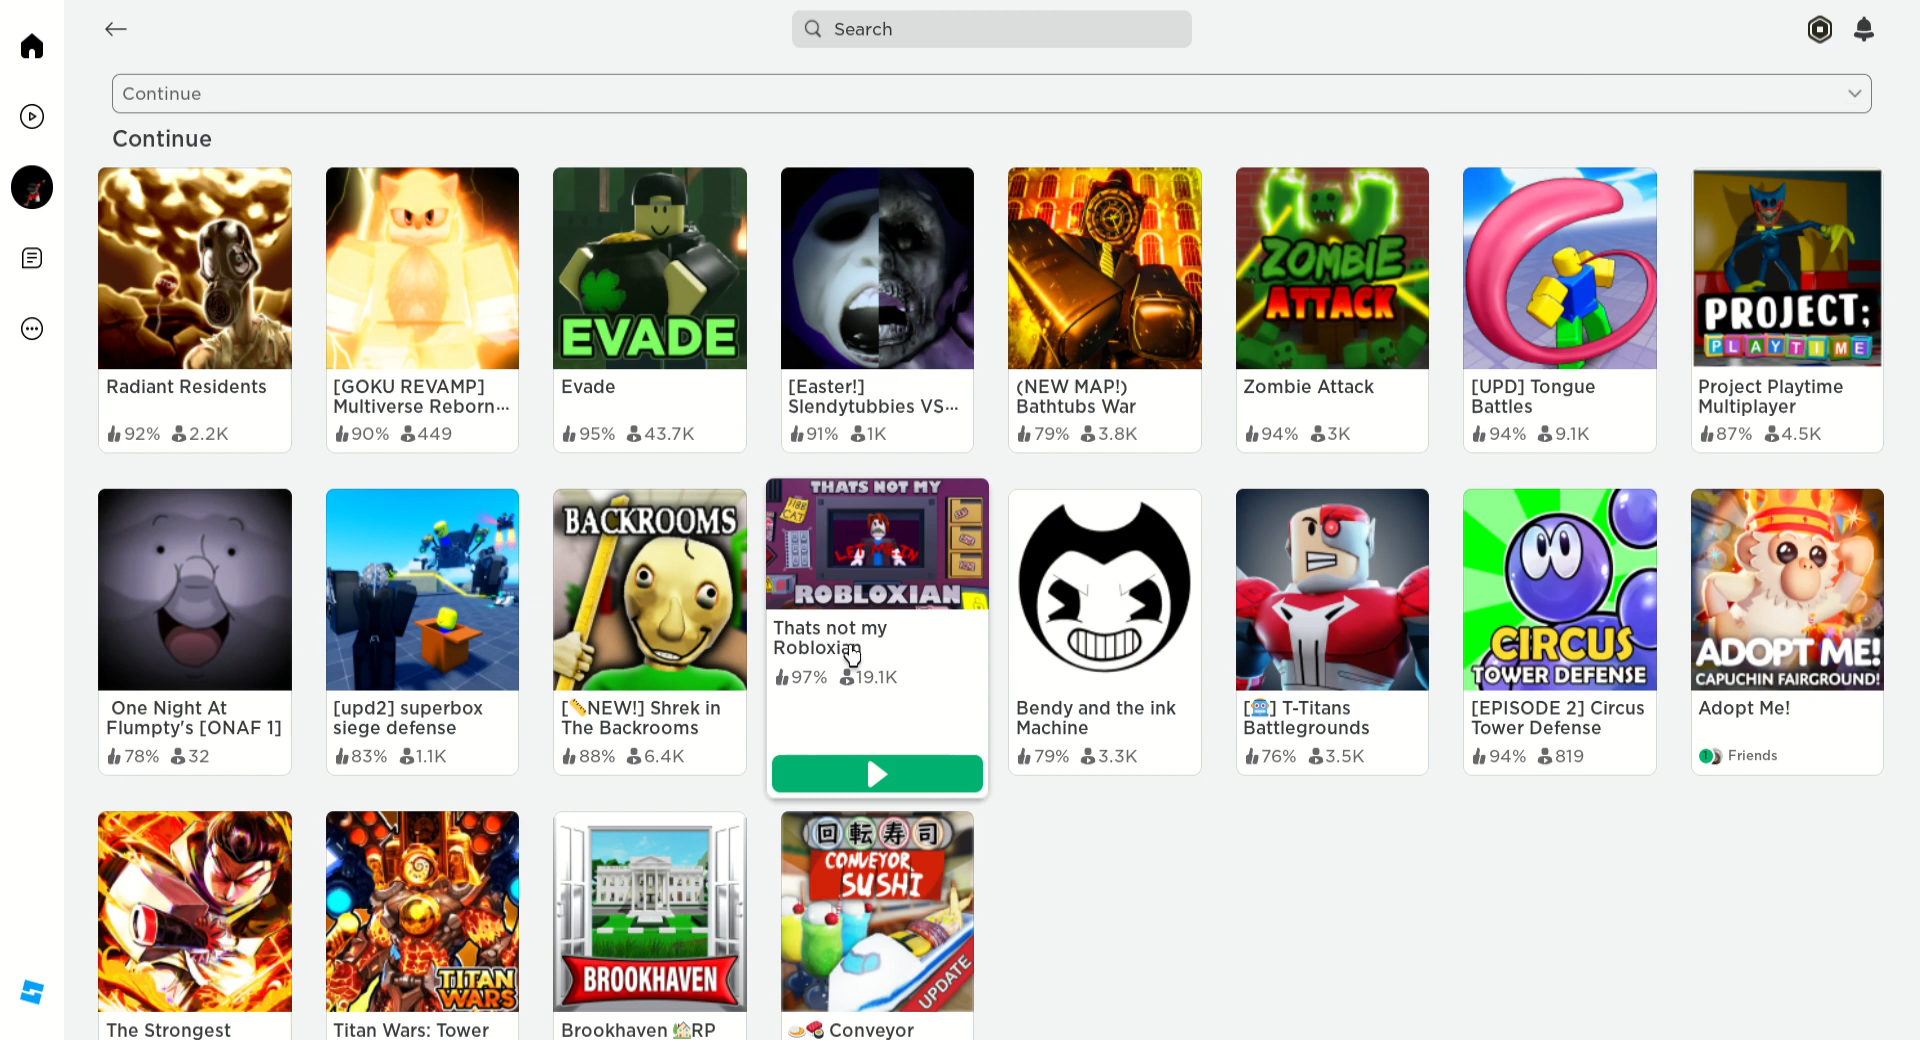 Search
Continue
Continue
Radiant Residents
92% 2.2K
[GOKU REVAMP]
Multiverse Reborn...
90% 449
EVADE
Evade
95% 43.7K
[Easter!]
Slendytubbies VS...
91% 1K
(NEW MAP!)
Bathtubs War
79% 3.8K
ZOMBIE
ATTACK
Zombie Attack
94% 3K
[UPD] Tongue
Battles
94% 9.1K
PROJECT:
PLAYTIME
Project Playtime
Multiplayer
87% 4.5K
One Night At
Flumpty's [ONAF 1]
78% 32
[upd2] superbox
siege defense
83% 1.1K
BACKROOMS
[📏NEW!] Shrek in
The Backrooms
88% 6.4K
THATS NOT MY
LET ME IN
ROBLOXIAN
Thats not my
Robloxian
97% 19.1K
Bendy and the ink
Machine
79% 3.3K
[🤖] T-Titans
Battlegrounds
76% 3.5K
CIRCUS
TOWER DEFENSE
[EPISODE 2] Circus
Tower Defense
94% 819
ADOPT ME!
CAPUCHIN FAIRGROUND!
Adopt Me!
1 Friends
The Strongest
TITAN
WARS
Titan Wars: Tower
BROOKHAVEN
Brookhaven 🏡RP
回転寿司
CONVEYOR
SUSHI
UPDATE
🍛🍣 Conveyor